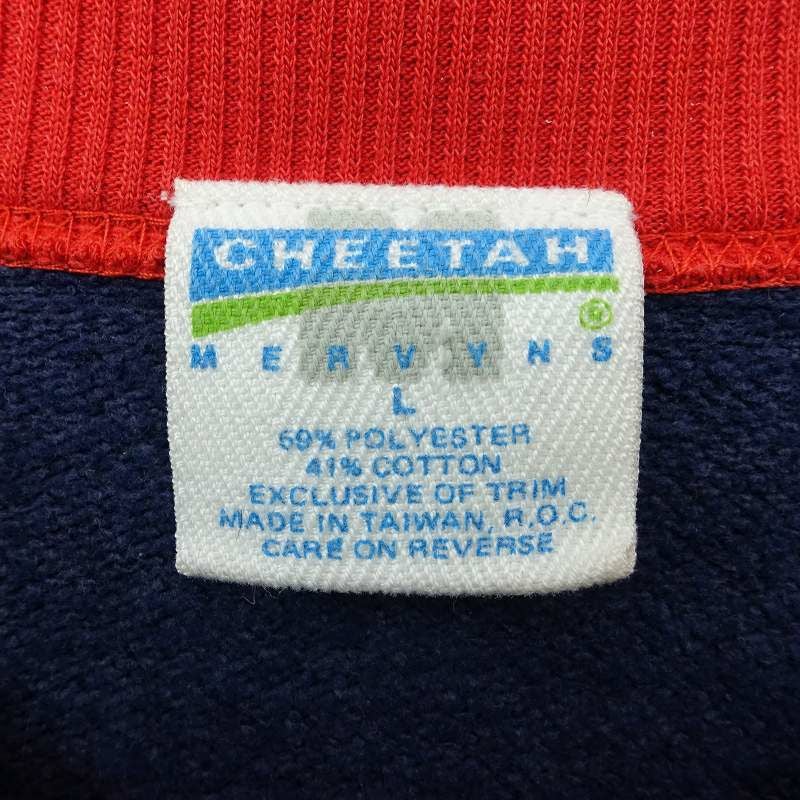 CHEETAH
®
MERVYNS
L
59% POLYESTER
41% COTTON
EXCLUSIVE OF TRIM
MADE IN TAIWAN, R.O.C.
CARE ON REVERSE